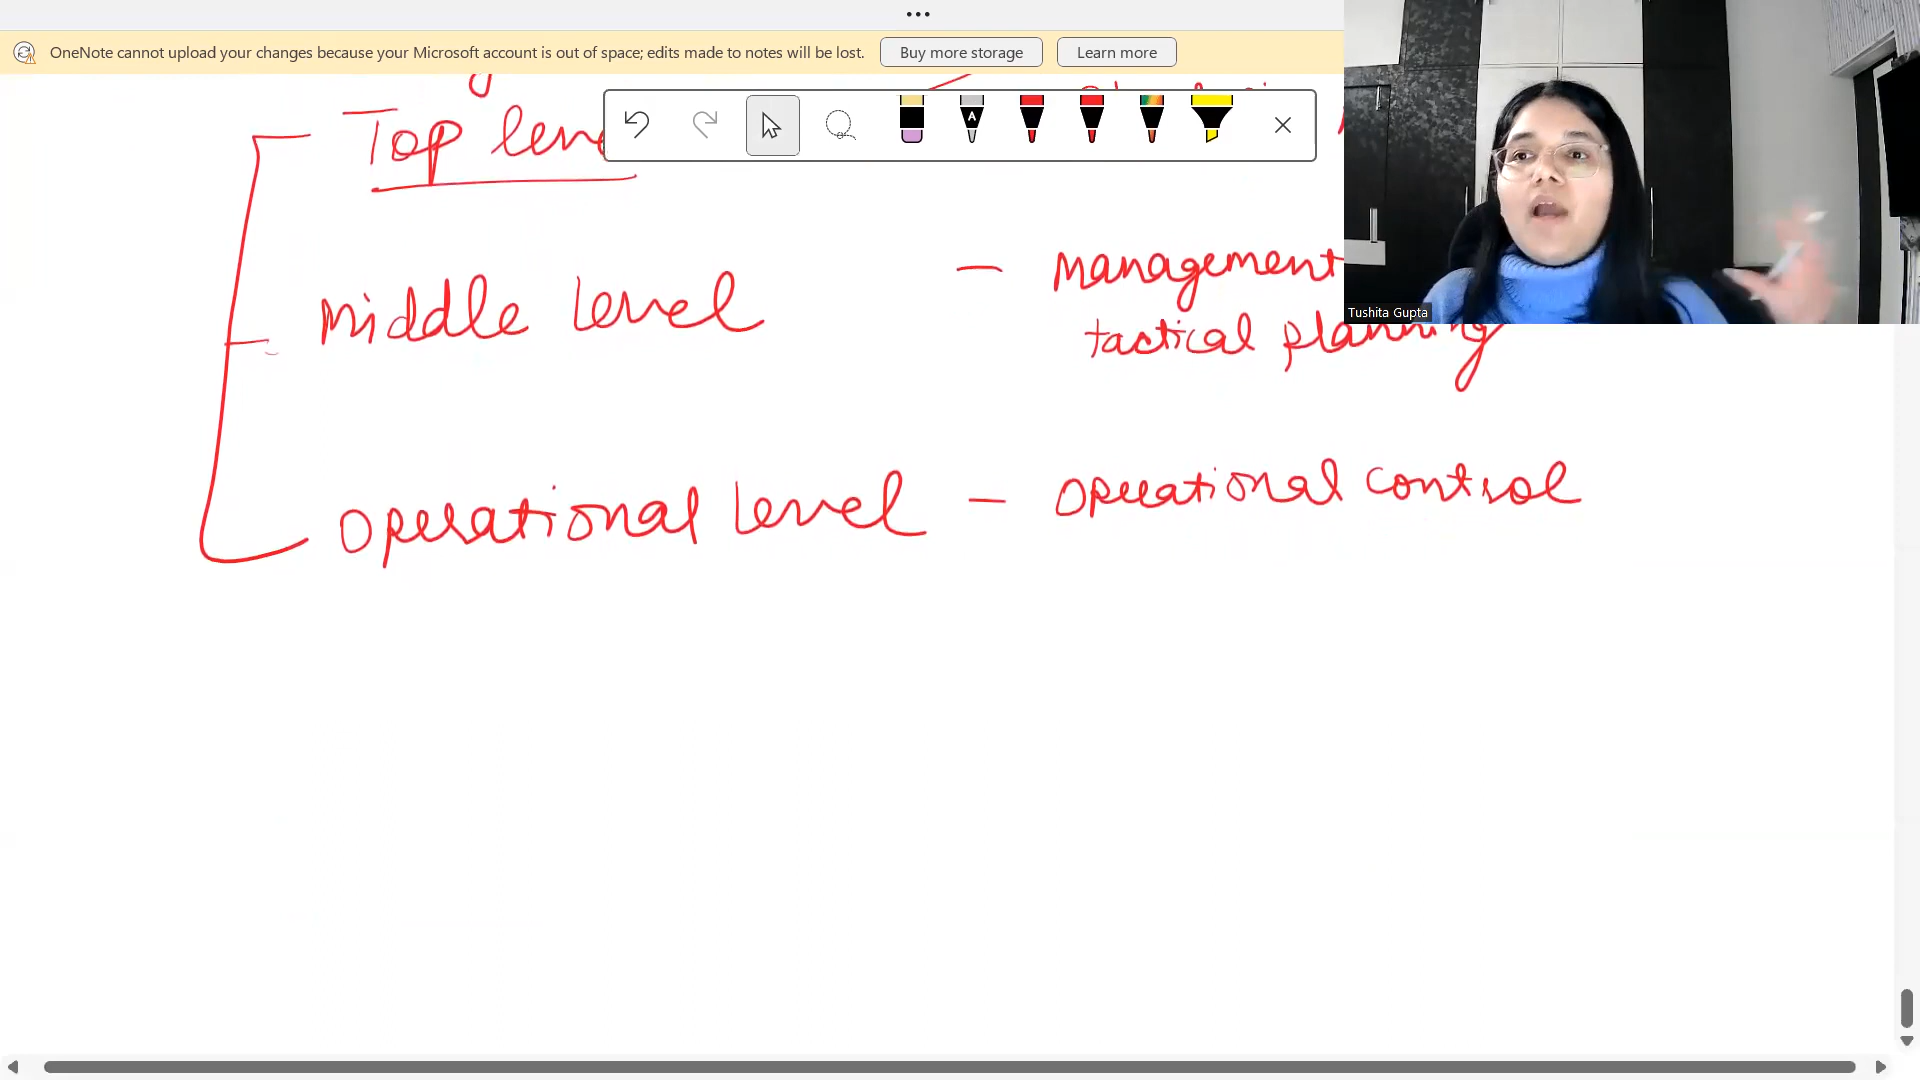 OneNote cannot upload your changes because your Microsoft account is out of space; edits made to notes will be lost. Buy more storage Learn more
Top leve
Middle level - Management
tactical planning
Tushita Gupta
Operational level - Operational control